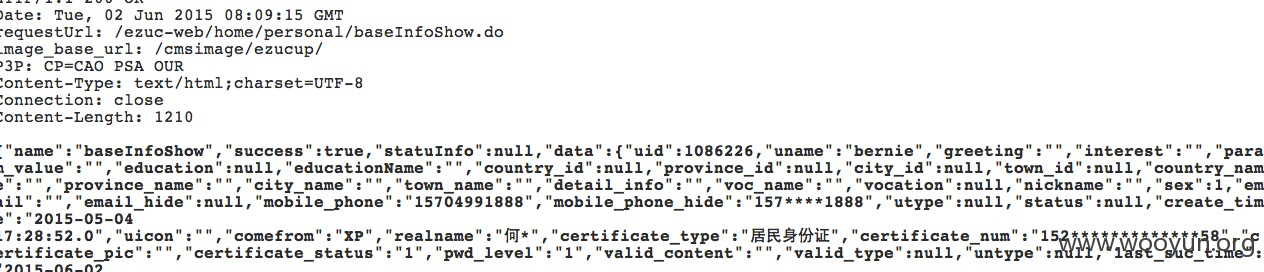 Date: Tue, 02 Jun 2015 08:09:15 GMT
requestUrl: /ezuc-web/home/personal/baseInfoShow.do
image_base_url: /cmsimage/ezucup/
P3P: CP=CAO PSA OUR
Content-Type: text/html;charset=UTF-8
Connection: close
Content-Length: 1210
{"name":"baseInfoShow","success":true,"statuInfo":null,"data":{"uid":1086226,"uname":"bernie","greeting":"","interest":"","para
m_value":"","education":null,"educationName":"","country_id":null,"province_id":null,"city_id":null,"town_id":null,"country_nam
e":"","province_name":"","city_name":"","town_name":"","detail_info":"","voc_name":"","vocation":null,"nickname":"","sex":1,"em
ail":"","email_hide":null,"mobile_phone":"15704991888","mobile_phone_hide":"157****1888","utype":null,"status":null,"create_tim
e":"2015-05-04
17:28:52.0","uicon":"","comefrom":"XP","realname":"何*","certificate_type":"居民身份证","certificate_num":"152*************58","c
ertificate_pic":"","certificate_status":"1","pwd_level":"1","valid_content":"","valid_type":null,"untype":null,"last_suc_time":
"2015-06-02
www.wooyun.org